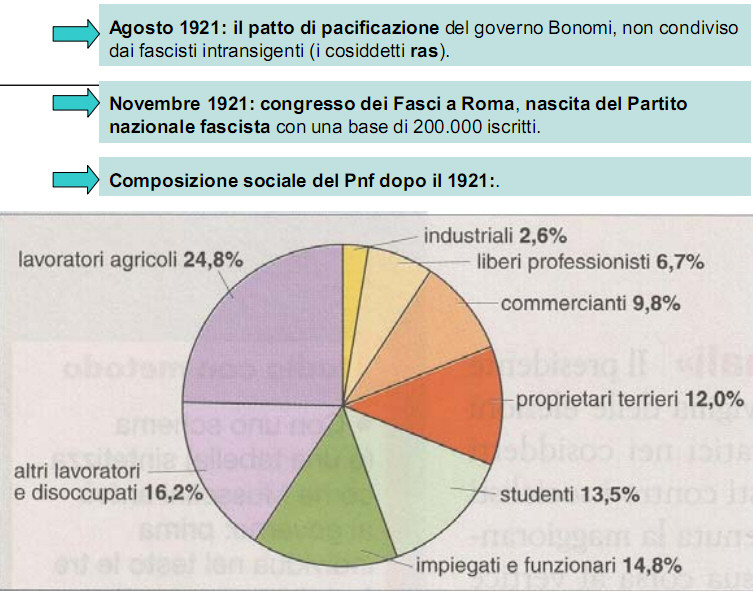 Agosto 1921: il patto di pacificazione del governo Bonomi, non condiviso
dai fascisti intransigenti (i cosiddetti ras).
Novembre 1921: congresso dei Fasci a Roma, nascita del Partito
nazionale fascista con una base di 200.000 iscritti.
Composizione sociale del Pnf dopo il 1921:.
industriali 2,6%
lavoratori agricoli 24,8%
liberi professionisti 6,7%
commercianti 9,8%
proprietari terrieri 12,0%
altri lavoratori
e disoccupati 16,2%
studenti 13,5%
impiegati e funzionari 14,8%